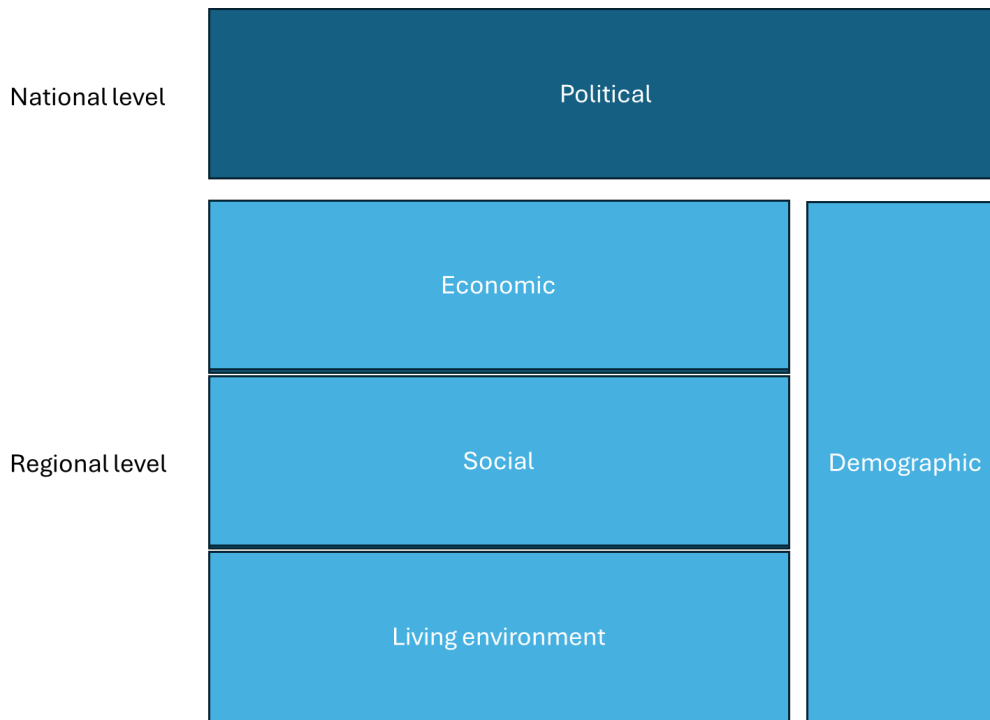 National level
Political
Economic
Regional level
Social
Demographic
Living environment